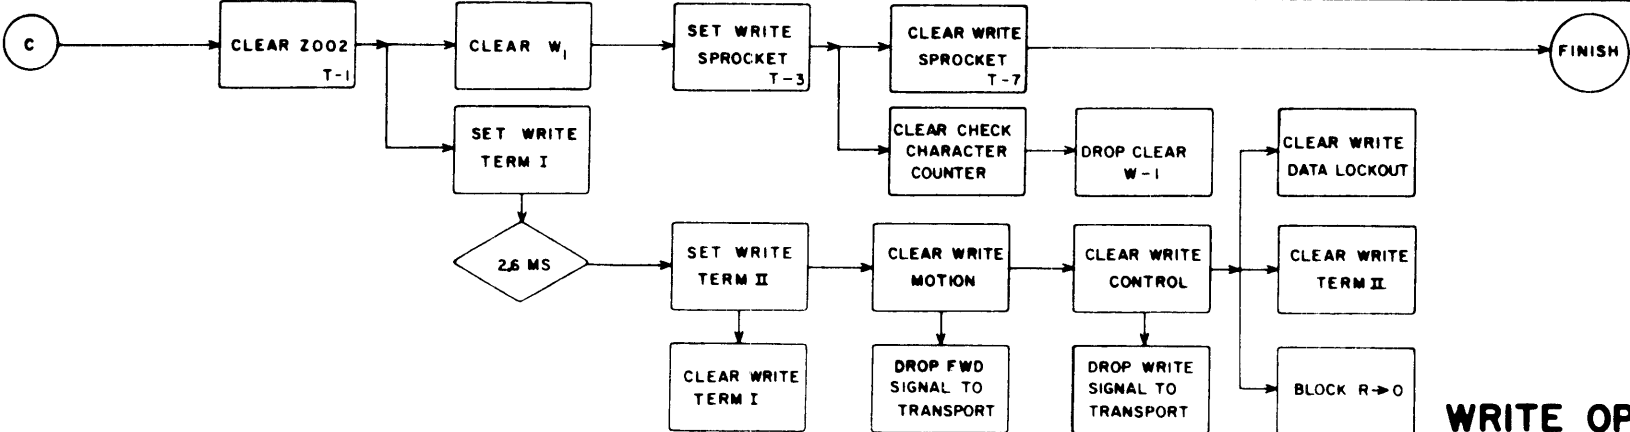 C
CLEAR Z002
T-1
CLEAR W1
SET WRITE
SPROCKET
T-3
CLEAR WRITE
SPROCKET
T-7
FINISH
SET WRITE
TERM I
CLEAR CHECK
CHARACTER
COUNTER
DROP CLEAR
W-1
CLEAR WRITE
DATA LOCKOUT
2.6 MS
SET WRITE
TERM II
CLEAR WRITE
MOTION
CLEAR WRITE
CONTROL
CLEAR WRITE
TERM II
CLEAR WRITE
TERM I
DROP FWD
SIGNAL TO
TRANSPORT
DROP WRITE
SIGNAL TO
TRANSPORT
BLOCK R→O
WRITE OP